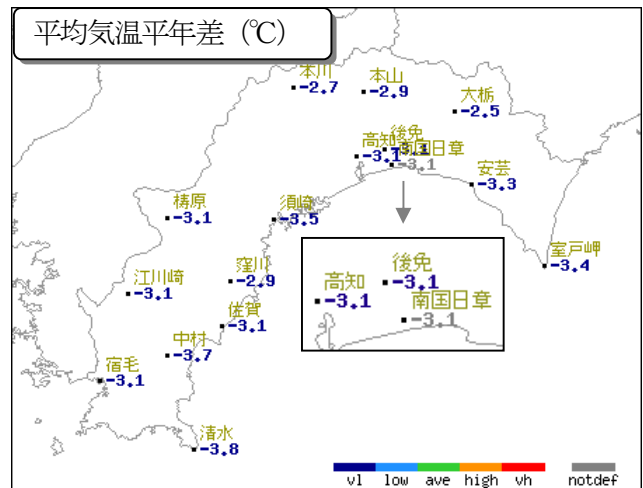 平均気温平年差（℃）
本川
-2.7
本山
-2.9
大栃
-2.5
高知
-3.1
後免
-3.1
南国日章
-3.1
安芸
-3.3
梼原
-3.1
須崎
-3.5
室戸岬
-3.4
江川崎
-3.1
窪川
-2.9
佐賀
-3.1
中村
-3.7
宿毛
-3.1
清水
-3.8
後免
-3.1
高知
-3.1
南国日章
-3.1
vl low ave high vh notdef